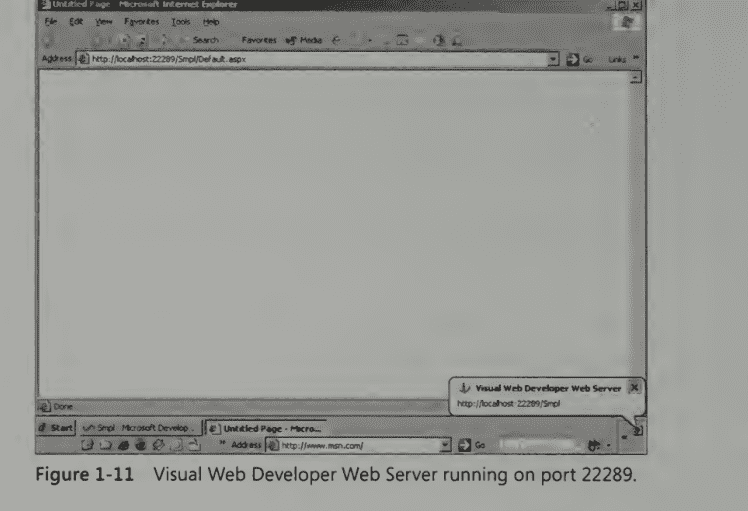 Untitled Page - Microsoft Internet Explorer
File Edit View Favorites Tools Help
Search Favorites Media
Address http://localhost:22289/Smpl/Default.aspx Go Links »
Visual Web Developer Web Server
http://localhost:22289/Smpl
Done
Start Smpl - Microsoft Develop... Untitled Page - Micro...
» Address http://www.msn.com/ Go
Figure 1-11 Visual Web Developer Web Server running on port 22289.